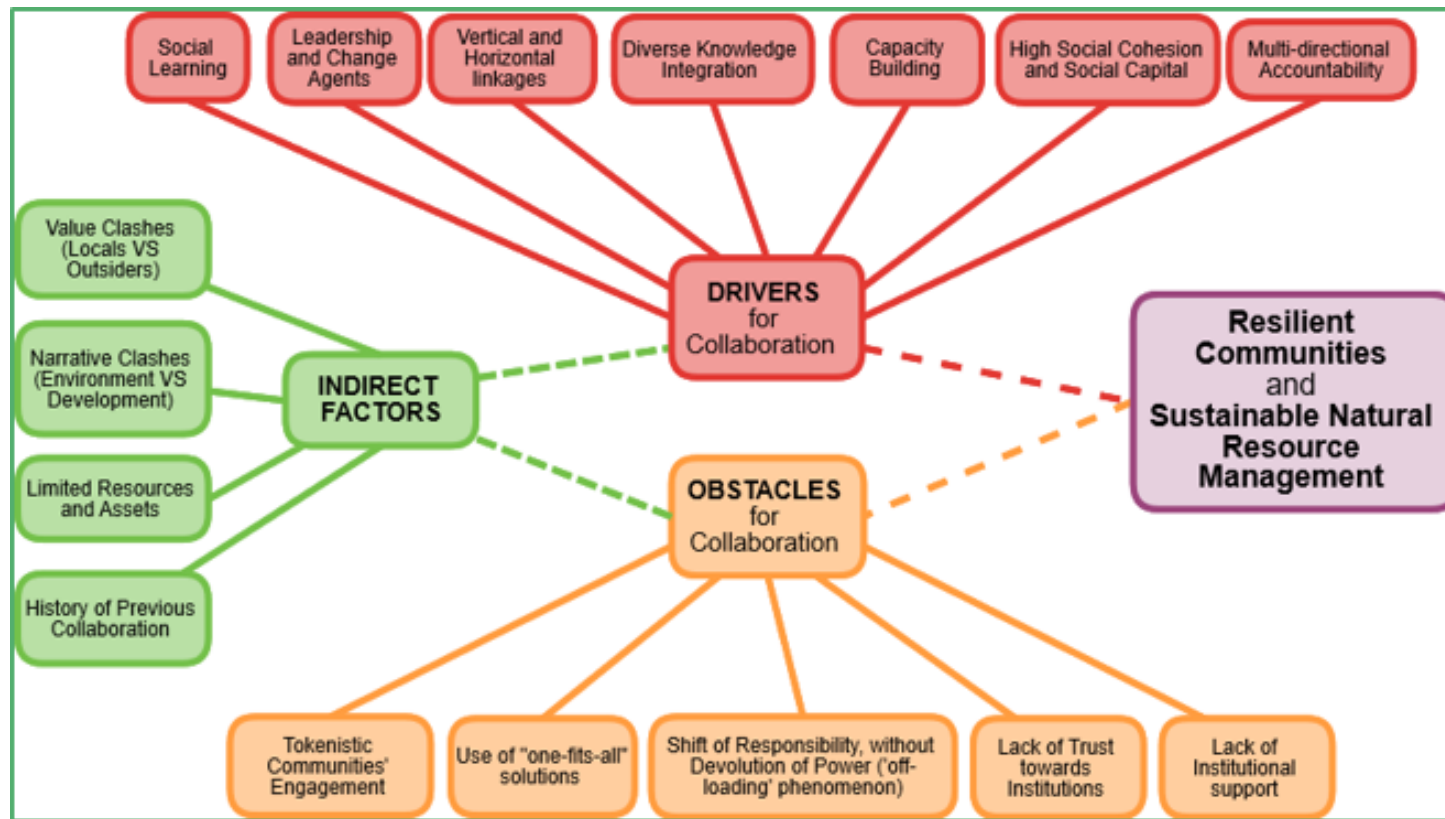 Social
Learning
Leadership
and Change
Agents
Vertical and
Horizontal
linkages
Diverse Knowledge
Integration
Capacity
Building
High Social Cohesion
and Social Capital
Multi-directional
Accountability
Value Clashes
(Locals VS
Outsiders)
Narrative Clashes
(Environment VS
Development)
Limited Resources
and Assets
History of Previous
Collaboration
INDIRECT
FACTORS
DRIVERS
for
Collaboration
OBSTACLES
for
Collaboration
Resilient
Communities
and
Sustainable Natural
Resource
Management
Tokenistic
Communities'
Engagement
Use of "one-fits-all"
solutions
Shift of Responsibility, without
Devolution of Power ('off-
loading' phenomenon)
Lack of Trust
towards
Institutions
Lack of
Institutional
support